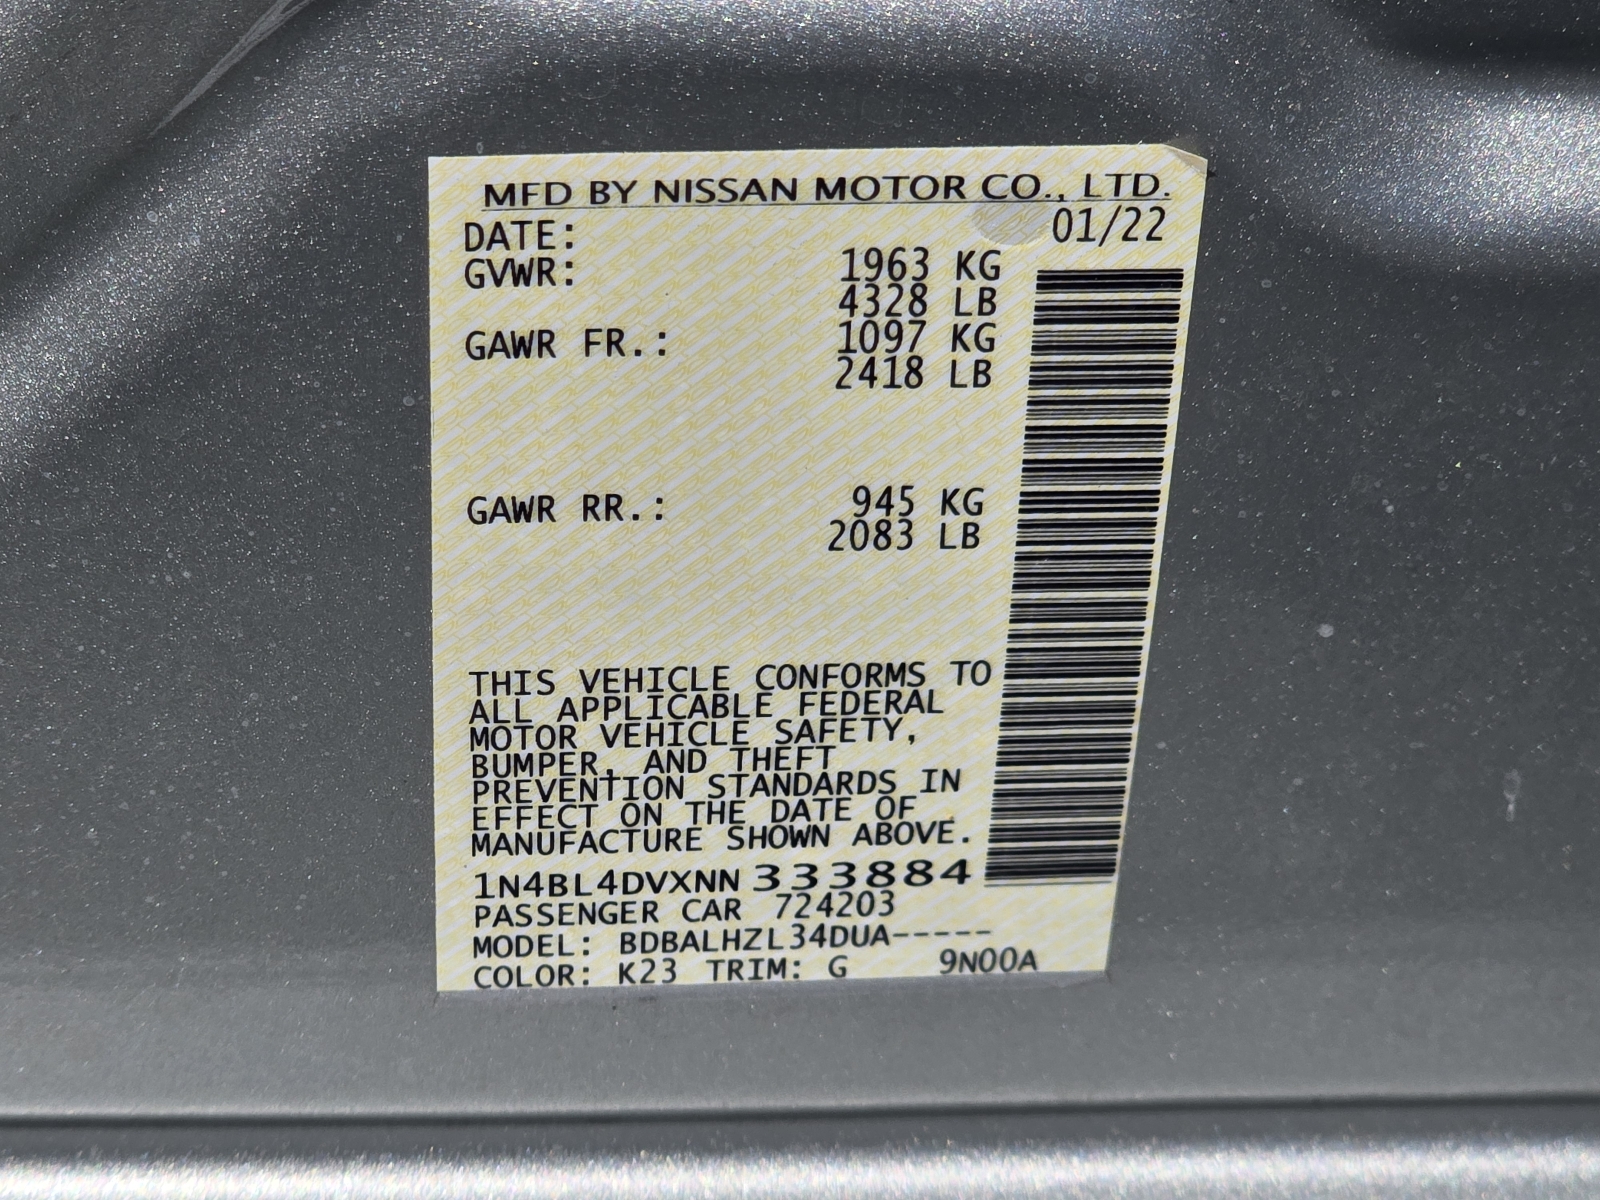 MFD BY NISSAN MOTOR CO., LTD.
DATE: 01/22
GVWR: 1963 KG
4328 LB
GAWR FR.: 1097 KG
2418 LB
GAWR RR.: 945 KG
2083 LB
THIS VEHICLE CONFORMS TO
ALL APPLICABLE FEDERAL
MOTOR VEHICLE SAFETY,
BUMPER, AND THEFT
PREVENTION STANDARDS IN
EFFECT ON THE DATE OF
MANUFACTURE SHOWN ABOVE.
1N4BL4DVXNN333884
PASSENGER CAR 724203
MODEL: BDBALHZL34DUA-----
COLOR: K23 TRIM: G 9N00A